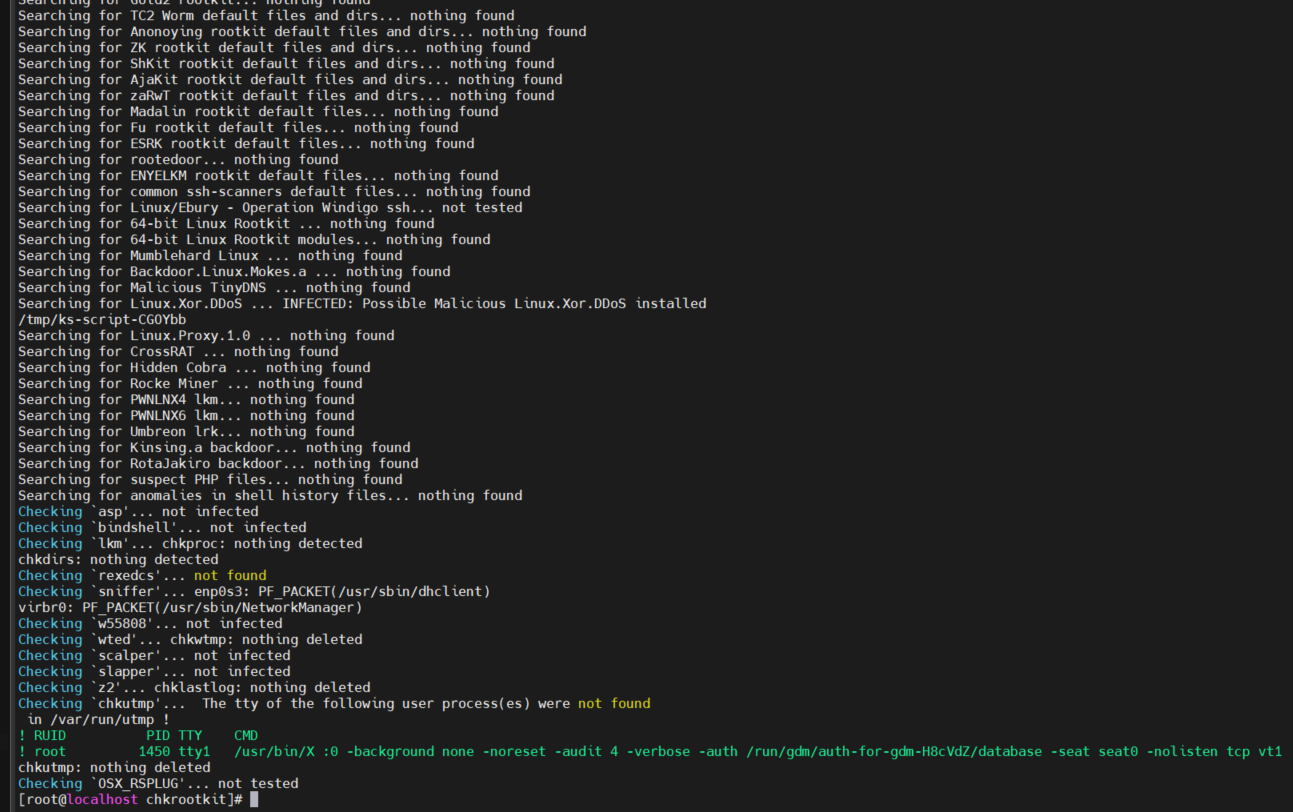 Searching for Gold2 rootkit... nothing found
Searching for TC2 Worm default files and dirs... nothing found
Searching for Anonoying rootkit default files and dirs... nothing found
Searching for ZK rootkit default files and dirs... nothing found
Searching for ShKit rootkit default files and dirs... nothing found
Searching for AjaKit rootkit default files and dirs... nothing found
Searching for zaRwT rootkit default files and dirs... nothing found
Searching for Madalin rootkit default files... nothing found
Searching for Fu rootkit default files... nothing found
Searching for ESRK rootkit default files... nothing found
Searching for rootedoor... nothing found
Searching for ENYELKM rootkit default files... nothing found
Searching for common ssh-scanners default files... nothing found
Searching for Linux/Ebury - Operation Windigo ssh... not tested
Searching for 64-bit Linux Rootkit ... nothing found
Searching for 64-bit Linux Rootkit modules... nothing found
Searching for Mumblehard Linux ... nothing found
Searching for Backdoor.Linux.Mokes.a ... nothing found
Searching for Malicious TinyDNS ... nothing found
Searching for Linux.Xor.DDoS ... INFECTED: Possible Malicious Linux.Xor.DDoS installed
/tmp/ks-script-CGOYbb
Searching for Linux.Proxy.1.0 ... nothing found
Searching for CrossRAT ... nothing found
Searching for Hidden Cobra ... nothing found
Searching for Rocke Miner ... nothing found
Searching for PWNLNX4 lkm... nothing found
Searching for PWNLNX6 lkm... nothing found
Searching for Umbreon lrk... nothing found
Searching for Kinsing.a backdoor... nothing found
Searching for RotaJakiro backdoor... nothing found
Searching for suspect PHP files... nothing found
Searching for anomalies in shell history files... nothing found
Checking `asp'... not infected
Checking `bindshell'... not infected
Checking `lkm'... chkproc: nothing detected
chkdirs: nothing detected
Checking `rexedcs'... not found
Checking `sniffer'... enp0s3: PF_PACKET(/usr/sbin/dhclient)
virbr0: PF_PACKET(/usr/sbin/NetworkManager)
Checking `w55808'... not infected
Checking `wted'... chkwtmp: nothing deleted
Checking `scalper'... not infected
Checking `slapper'... not infected
Checking `z2'... chklastlog: nothing deleted
Checking `chkutmp'...  The tty of the following user process(es) were not found
 in /var/run/utmp !
! RUID          PID TTY    CMD
! root         1450 tty1   /usr/bin/X :0 -background none -noreset -audit 4 -verbose -auth /run/gdm/auth-for-gdm-H8cVdZ/database -seat seat0 -nolisten tcp vt1
chkutmp: nothing deleted
Checking `OSX_RSPLUG'... not tested
[root@localhost chkrootkit]#